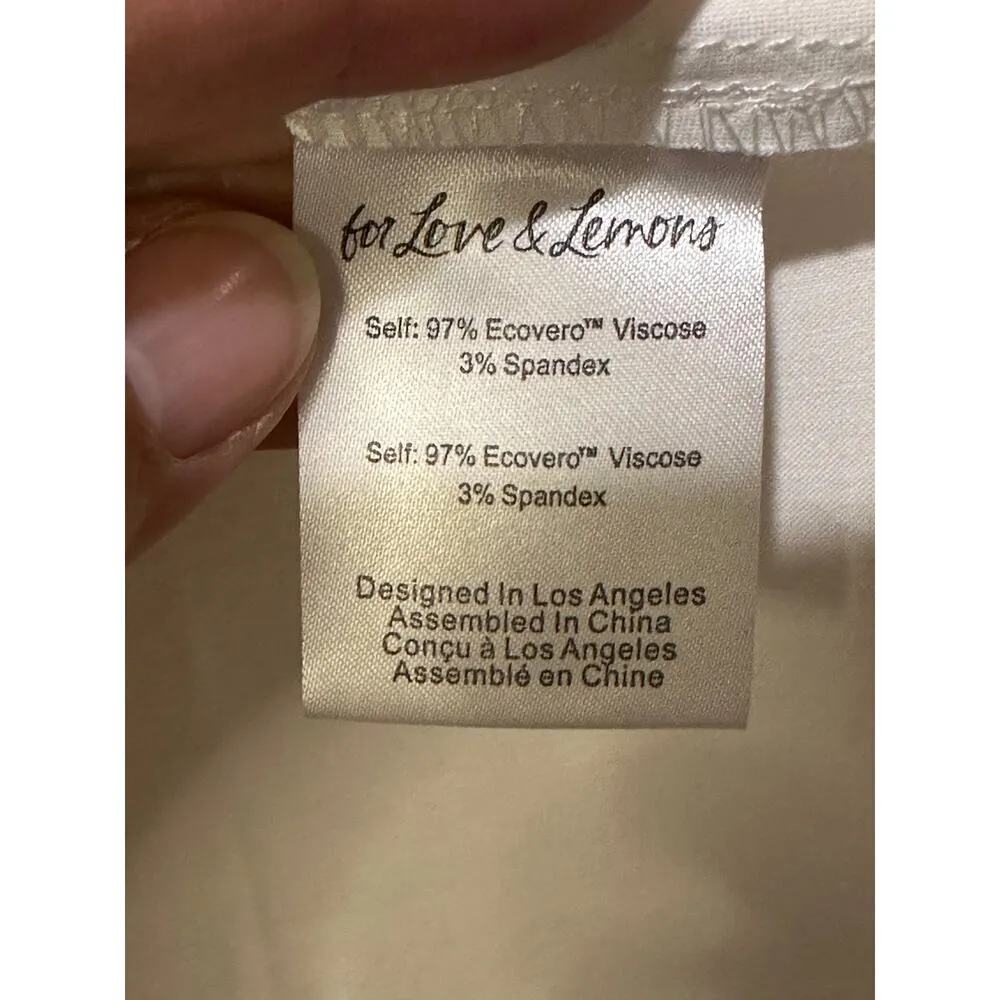 for Love & Lemons
Self: 97% Ecovero™ Viscose
3% Spandex
Self: 97% Ecovero™ Viscose
3% Spandex
Designed In Los Angeles
Assembled In China
Conçu à Los Angeles
Assemblé en Chine